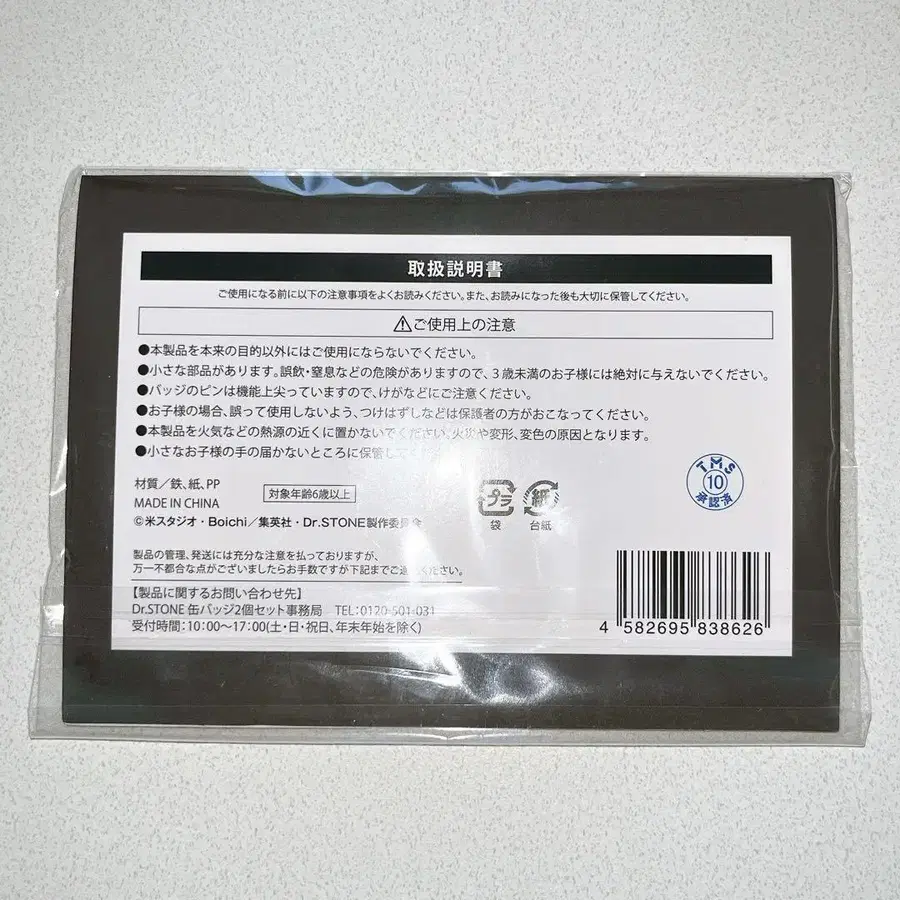 取扱説明書
ご使用になる前に以下の注意事項をよくお読みください。また、お読みになった後も大切に保管してください。
⚠ご使用上の注意
●本製品を本来の目的以外にはご使用にならないでください。
●小さな部品があります。誤飲・窒息などの危険がありますので、3歳未満のお子様には絶対に与えないでください。
●バッジのピンは機能上尖っていますので、けがなどにご注意ください。
●お子様の場合、誤って使用しないよう、つけはずしなどは保護者の方がおこなってください。
●本製品を火気などの熱源の近くに置かないでください。火災や変形、変色の原因となります。
●小さなお子様の手の届かないところに保管して
材質/鉄、紙、PP
対象年齢6歳以上
MADE IN CHINA
©米スタジオ・Boichi/集英社・Dr.STONE製作委員会
プラ
袋
紙
台紙
TMS
10
承認済
製品の管理、発送には充分な注意を払っておりますが、
万一不都合な点がございましたらお手数ですが下記までご連絡ください。
【製品に関するお問い合わせ先】
Dr.STONE 缶バッジ2個セット事務局 TEL:0120-501-031
受付時間:10:00〜17:00(土・日・祝日、年末年始を除く)
4 582695 838626